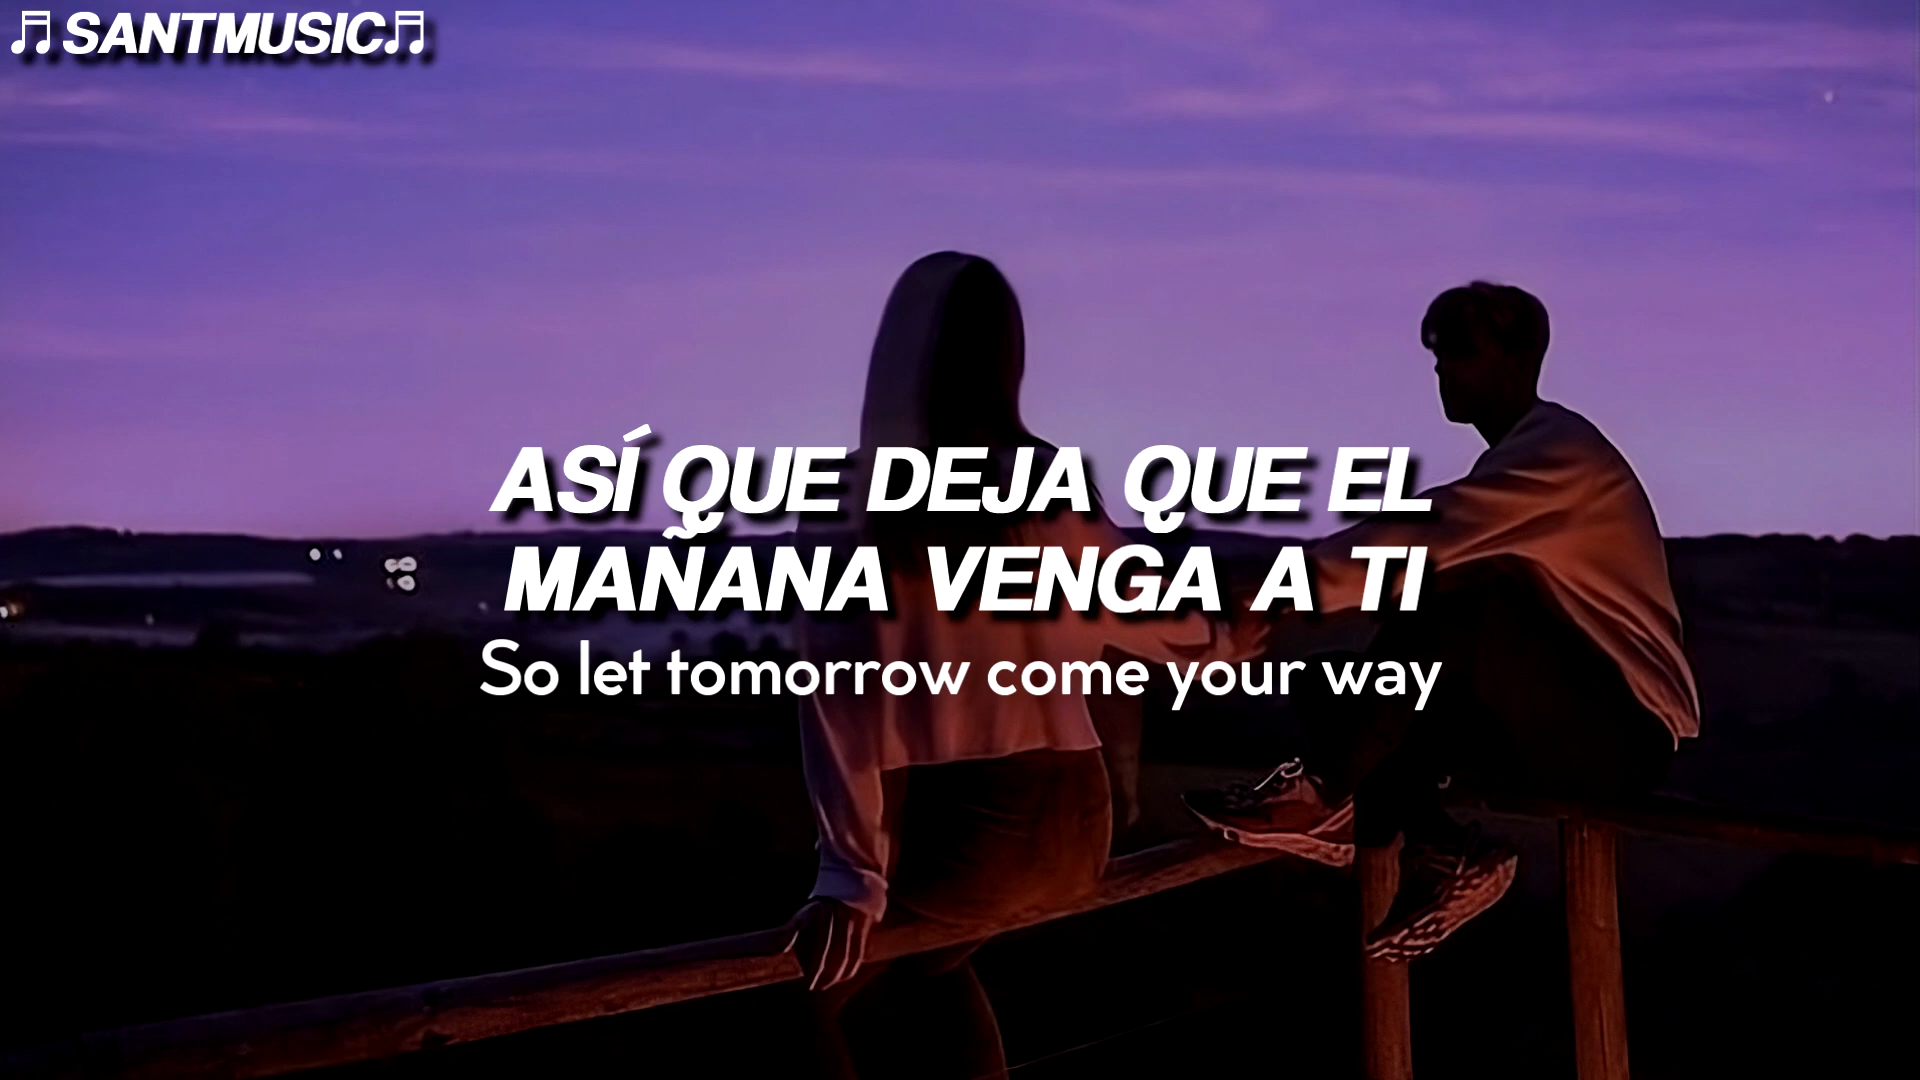 ♫SANTMUSIC♫
ASÍ QUE DEJA QUE EL
MAÑANA VENGA A TI
So let tomorrow come your way